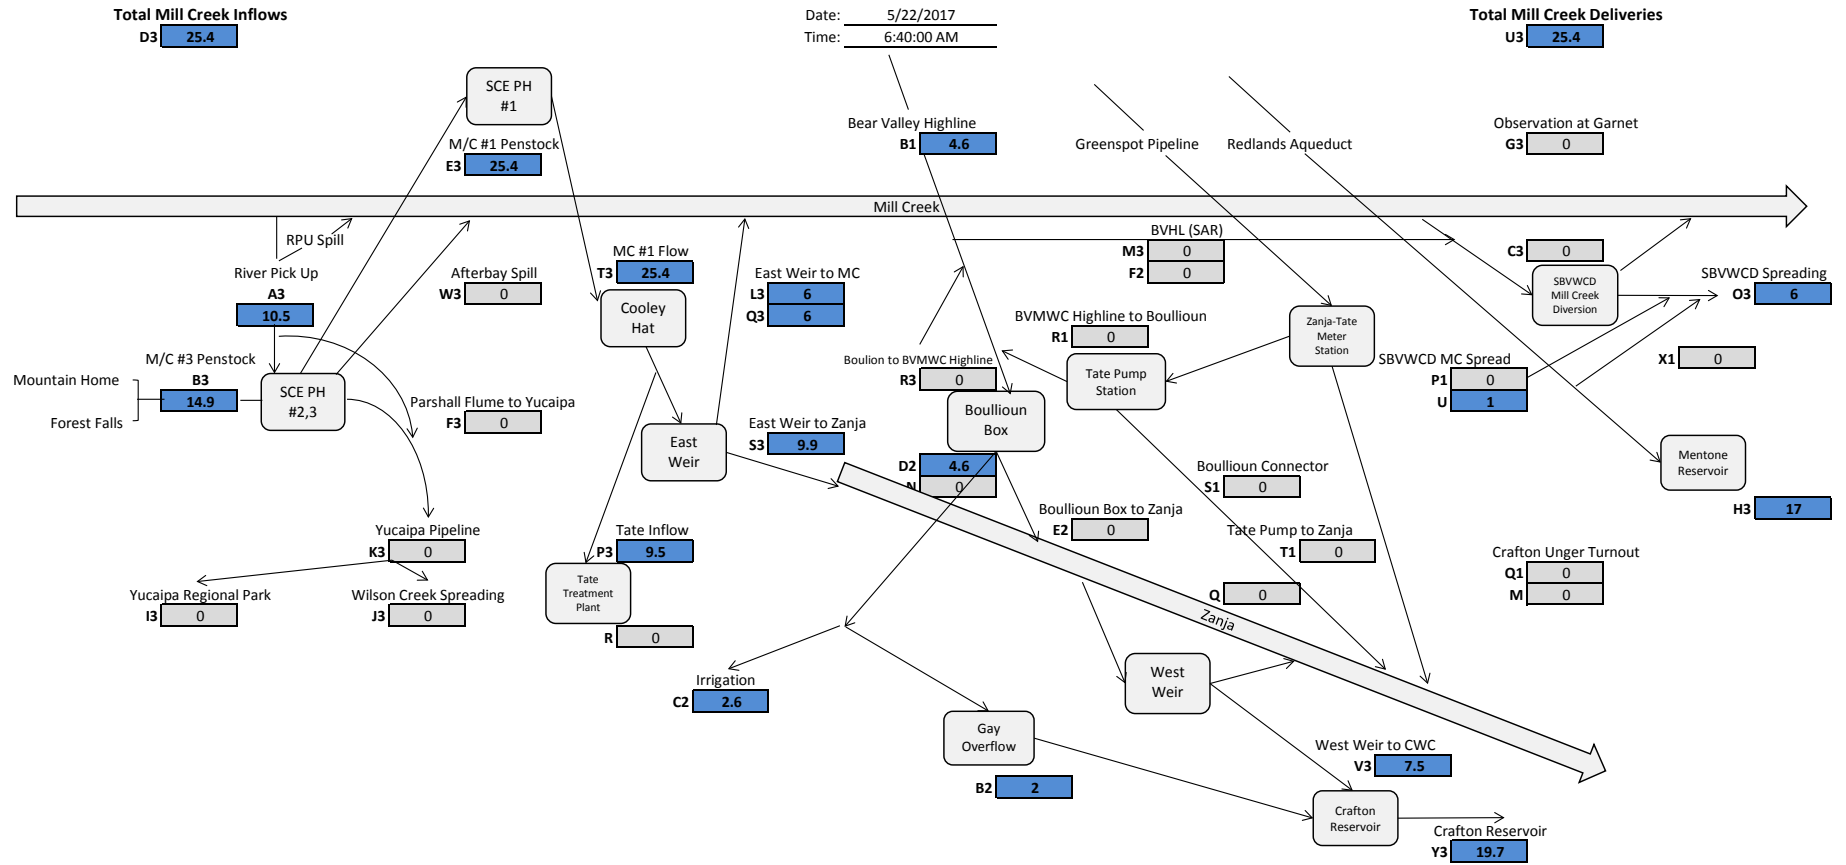 Total Mill Creek Inflows
D3 25.4
Date: 5/22/2017
Time: 6:40:00 AM
Total Mill Creek Deliveries
U3 25.4
SCE PH
#1
M/C #1 Penstock
E3 25.4
Bear Valley Highline
B1 4.6
Greenspot Pipeline
Redlands Aqueduct
Observation at Garnet
G3 0
Mill Creek
RPU Spill
River Pick Up
A3
10.5
Afterbay Spill
W3 0
MC #1 Flow
T3 25.4
Cooley
Hat
East Weir to MC
L3 6
Q3 6
BVHL (SAR)
M3 0
F2 0
C3 0
SBVWCD
Mill Creek
Diversion
SBVWCD Spreading
O3 6
BVMWC Highline to Boullioun
R1 0
Zanja-Tate
Meter
Station
M/C #3 Penstock
B3
14.9
Mountain Home
Forest Falls
SCE PH
#2,3
Parshall Flume to Yucaipa
F3 0
Boulion to BVMWC Highline
R3 0
Boullioun
Box
Tate Pump
Station
SBVWCD MC Spread
P1 0
U 1
X1 0
East
Weir
East Weir to Zanja
S3 9.9
D2 4.6
N 0
Boullioun Connector
S1 0
Mentone
Reservoir
H3 17
Boullioun Box to Zanja
E2 0
Tate Pump to Zanja
T1 0
Yucaipa Pipeline
K3 0
Tate Inflow
P3 9.5
Tate
Treatment
Plant
R 0
Crafton Unger Turnout
Q1 0
M 0
Yucaipa Regional Park
I3 0
Wilson Creek Spreading
J3 0
Q 0
Zanja
Irrigation
C2 2.6
West
Weir
Gay
Overflow
B2 2
West Weir to CWC
V3 7.5
Crafton
Reservoir
Crafton Reservoir
Y3 19.7